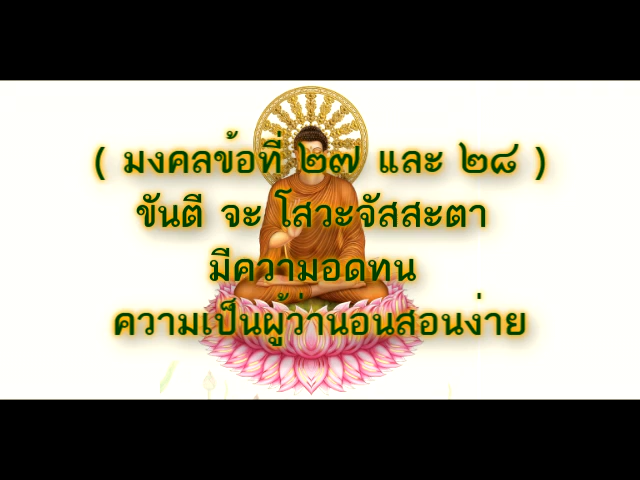 ( มงคลข้อที่ ๒๗ และ ๒๘ )
ขันตี จะ โสวะจัสสะตา
มีความอดทน
ความเป็นผู้ว่านอนสอนง่าย